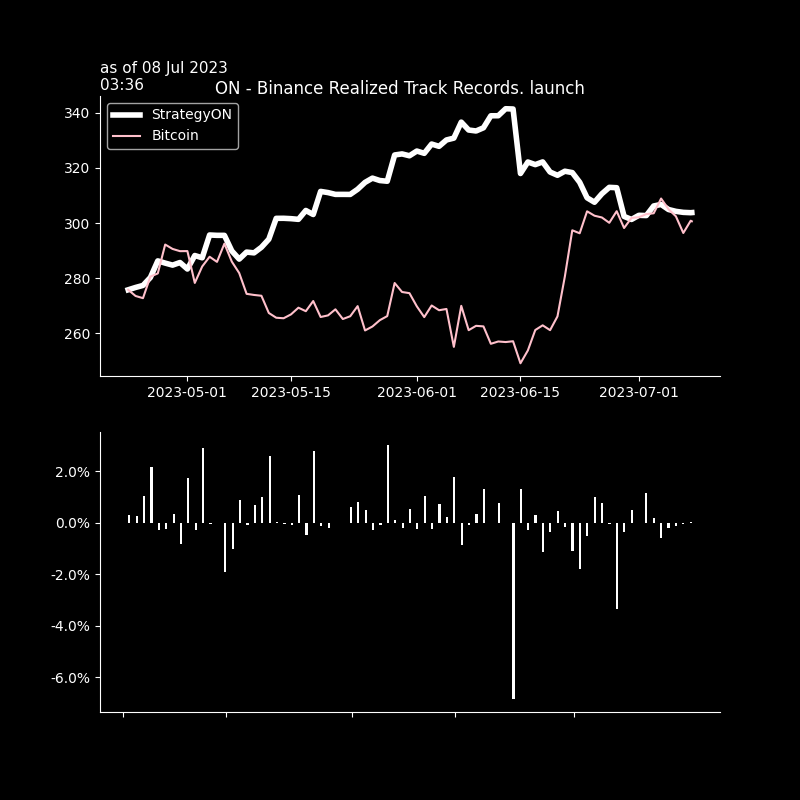 as of 08 Jul 2023
03:36
ON - Binance Realized Track Records. launch
StrategyON
Bitcoin
340
320
300
280
260
2023-05-01 2023-05-15 2023-06-01 2023-06-15 2023-07-01
2.0%
0.0%
-2.0%
-4.0%
-6.0%